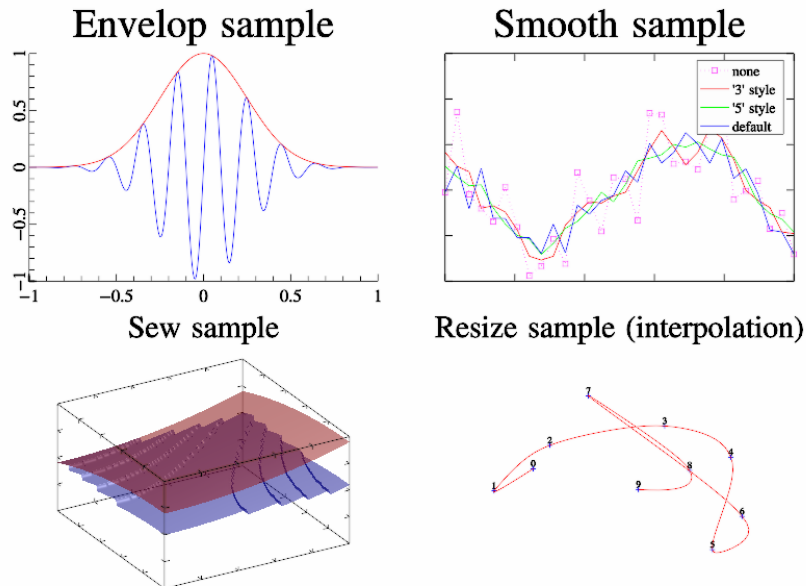 Envelop sample
1
0.5
0
−0.5
−1
−1
−0.5
0
0.5
1
Smooth sample
none
'3' style
'5' style
default
Sew sample
Resize sample (interpolation)
7
3
2
4
0
8
1
9
6
5